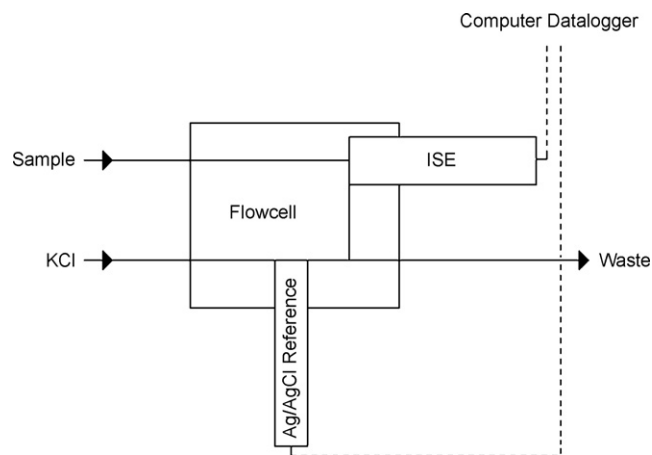 Computer Datalogger
Sample
ISE
Flowcell
KCl
Waste
Ag/AgCl Reference